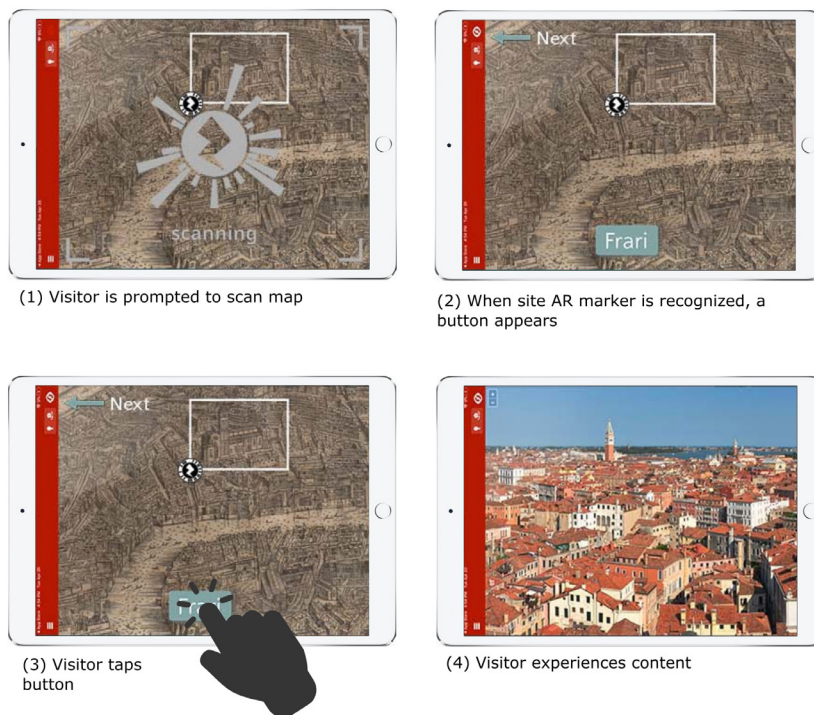 scanning
(1) Visitor is prompted to scan map
Next
Frari
(2) When site AR marker is recognized, a
button appears
Next
Frari
(3) Visitor taps
button
(4) Visitor experiences content